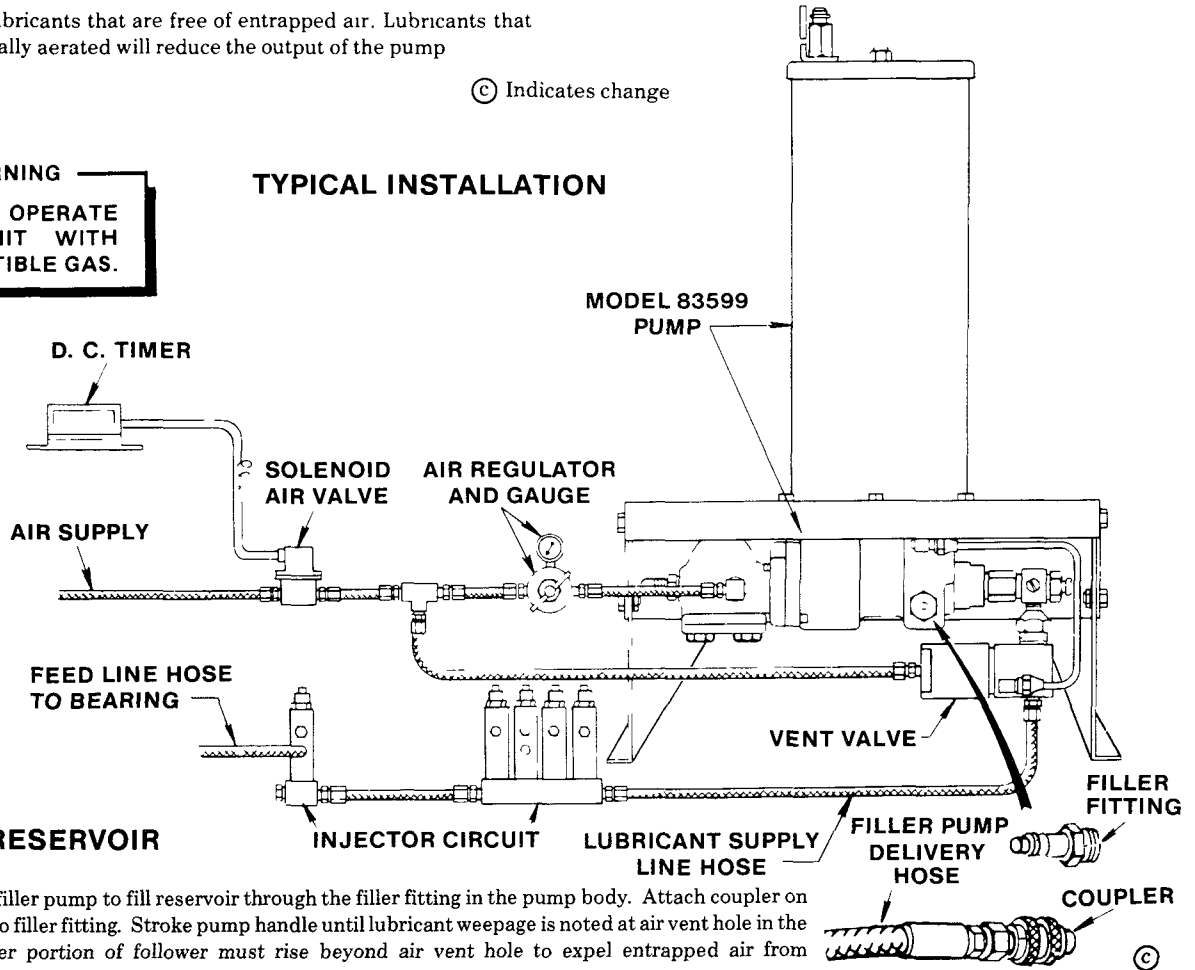 bricants that are free of entrapped air. Lubricants that
ally aerated will reduce the output of the pump
© Indicates change
RNING
OPERATE
IT WITH
TIBLE GAS.
TYPICAL INSTALLATION
MODEL 83599
PUMP
D. C. TIMER
SOLENOID
AIR VALVE
AIR REGULATOR
AND GAUGE
AIR SUPPLY
FEED LINE HOSE
TO BEARING
VENT VALVE
FILLER
FITTING
INJECTOR CIRCUIT
LUBRICANT SUPPLY
LINE HOSE
FILLER PUMP
DELIVERY
HOSE
COUPLER
RESERVOIR
filler pump to fill reservoir through the filler fitting in the pump body. Attach coupler on
o filler fitting. Stroke pump handle until lubricant weepage is noted at air vent hole in the
er portion of follower must rise beyond air vent hole to expel entrapped air from
©